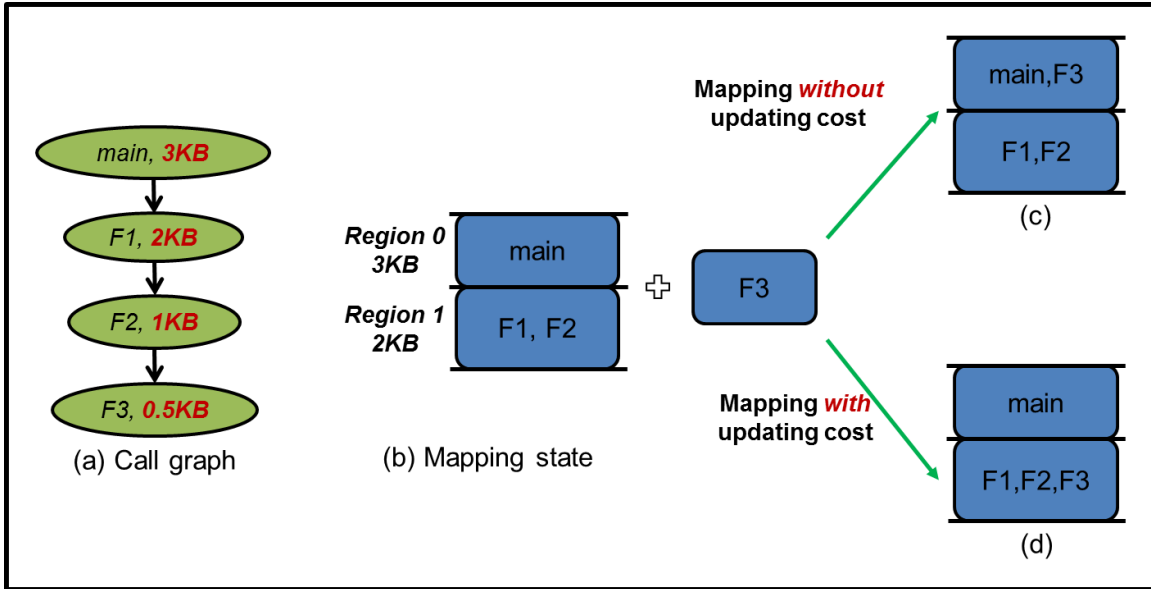 main, 3KB
F1, 2KB
F2, 1KB
F3, 0.5KB
(a) Call graph
Region 0
3KB
main
Region 1
2KB
F1, F2
(b) Mapping state
F3
Mapping without
updating cost
main,F3
F1,F2
(c)
Mapping with
updating cost
main
F1,F2,F3
(d)